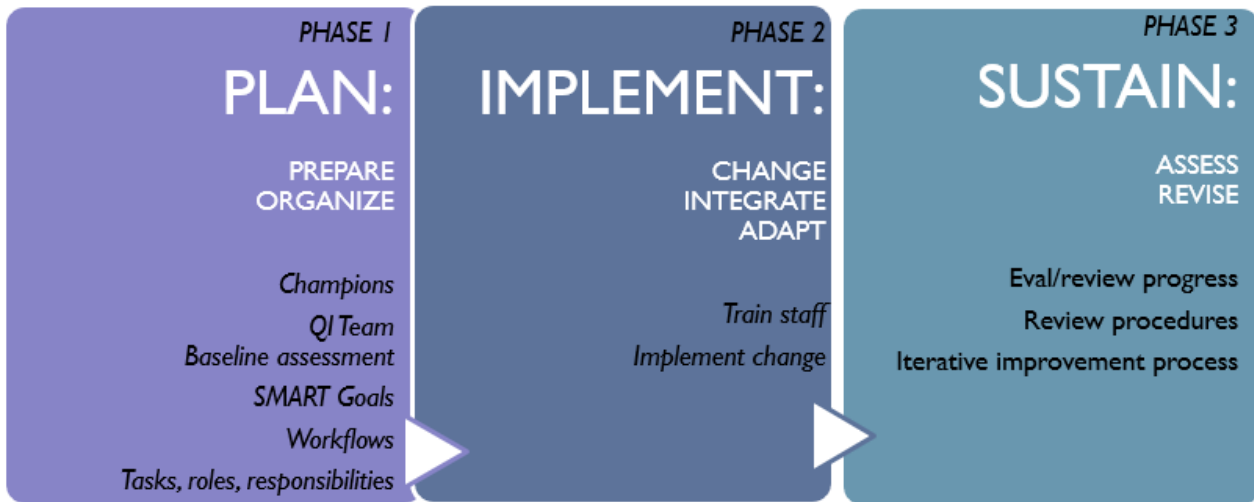 PHASE 1
PLAN:
PREPARE
ORGANIZE
Champions
QI Team
Baseline assessment
SMART Goals
Workflows
Tasks, roles, responsibilities
PHASE 2
IMPLEMENT:
CHANGE
INTEGRATE
ADAPT
Train staff
Implement change
PHASE 3
SUSTAIN:
ASSESS
REVISE
Eval/review progress
Review procedures
Iterative improvement process